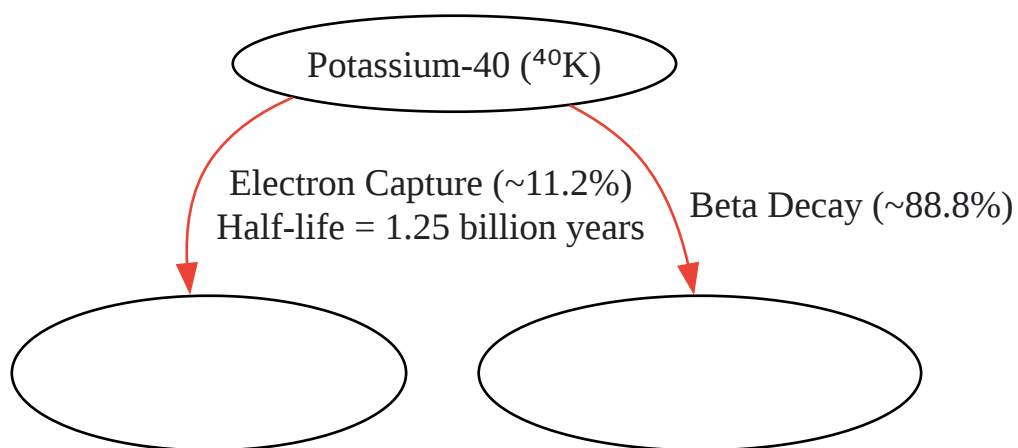 Potassium-40 (⁴⁰K)
Electron Capture (~11.2%)
Half-life = 1.25 billion years
Beta Decay (~88.8%)